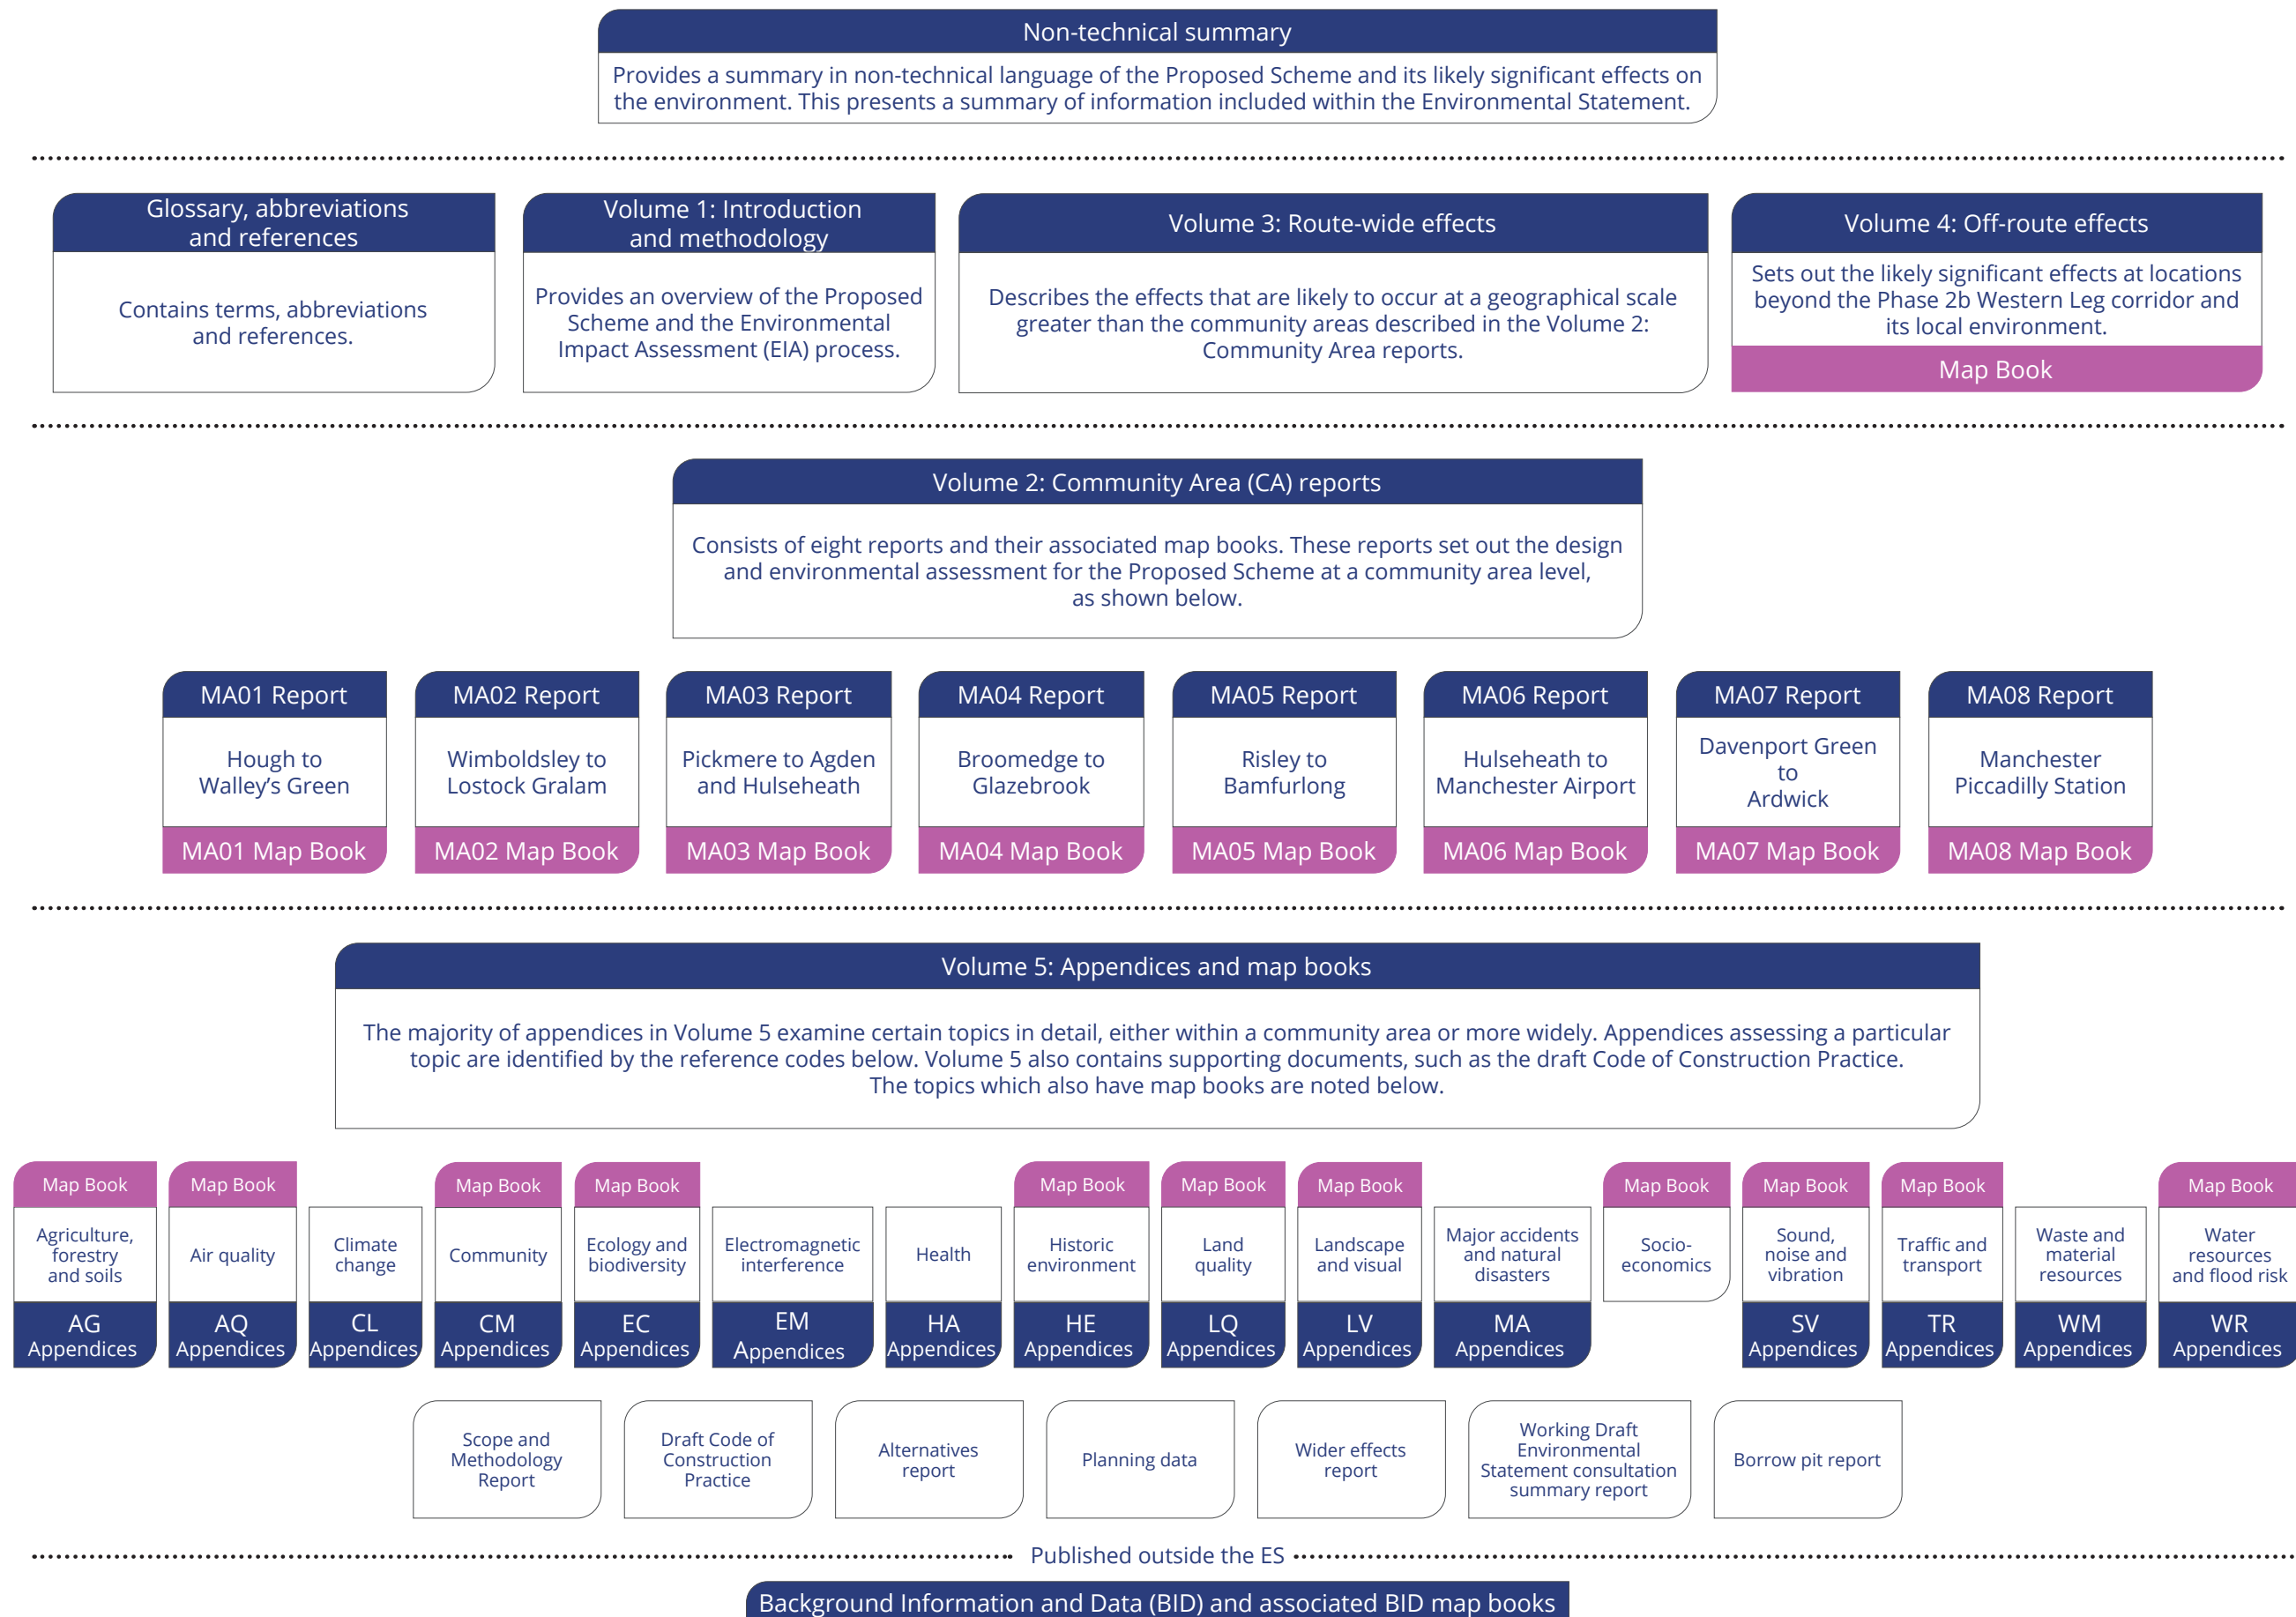 Non-technical summary
Provides a summary in non-technical language of the Proposed Scheme and its likely significant effects on
the environment. This presents a summary of information included within the Environmental Statement.
Glossary, abbreviations
and references
Contains terms, abbreviations
and references.
Volume 1: Introduction
and methodology
Provides an overview of the Proposed
Scheme and the Environmental
Impact Assessment (EIA) process.
Volume 3: Route-wide effects
Describes the effects that are likely to occur at a geographical scale
greater than the community areas described in the Volume 2:
Community Area reports.
Volume 4: Off-route effects
Sets out the likely significant effects at locations
beyond the Phase 2b Western Leg corridor and
its local environment.
Map Book
Volume 2: Community Area (CA) reports
Consists of eight reports and their associated map books. These reports set out the design
and environmental assessment for the Proposed Scheme at a community area level,
as shown below.
MA01 Report
Hough to
Walley’s Green
MA01 Map Book
MA02 Report
Wimboldsley to
Lostock Gralam
MA02 Map Book
MA03 Report
Pickmere to Agden
and Hulseheath
MA03 Map Book
MA04 Report
Broomedge to
Glazebrook
MA04 Map Book
MA05 Report
Risley to
Bamfurlong
MA05 Map Book
MA06 Report
Hulseheath to
Manchester Airport
MA06 Map Book
MA07 Report
Davenport Green
to
Ardwick
MA07 Map Book
MA08 Report
Manchester
Piccadilly Station
MA08 Map Book
Volume 5: Appendices and map books
The majority of appendices in Volume 5 examine certain topics in detail, either within a community area or more widely. Appendices assessing a particular
topic are identified by the reference codes below. Volume 5 also contains supporting documents, such as the draft Code of Construction Practice.
The topics which also have map books are noted below.
Map Book
Agriculture,
forestry
and soils
AG
Appendices
Map Book
Air quality
AQ
Appendices
Climate
change
CL
Appendices
Map Book
Community
CM
Appendices
Map Book
Ecology and
biodiversity
EC
Appendices
Electromagnetic
interference
EM
Appendices
Health
HA
Appendices
Map Book
Historic
environment
HE
Appendices
Map Book
Land
quality
LQ
Appendices
Map Book
Landscape
and visual
LV
Appendices
Major accidents
and natural
disasters
MA
Appendices
Map Book
Socio-
economics
Map Book
Sound,
noise and
vibration
SV
Appendices
Map Book
Traffic and
transport
TR
Appendices
Waste and
material
resources
WM
Appendices
Map Book
Water
resources
and flood risk
WR
Appendices
Scope and
Methodology
Report
Draft Code of
Construction
Practice
Alternatives
report
Planning data
Wider effects
report
Working Draft
Environmental
Statement consultation
summary report
Borrow pit report
Published outside the ES
Background Information and Data (BID) and associated BID map books